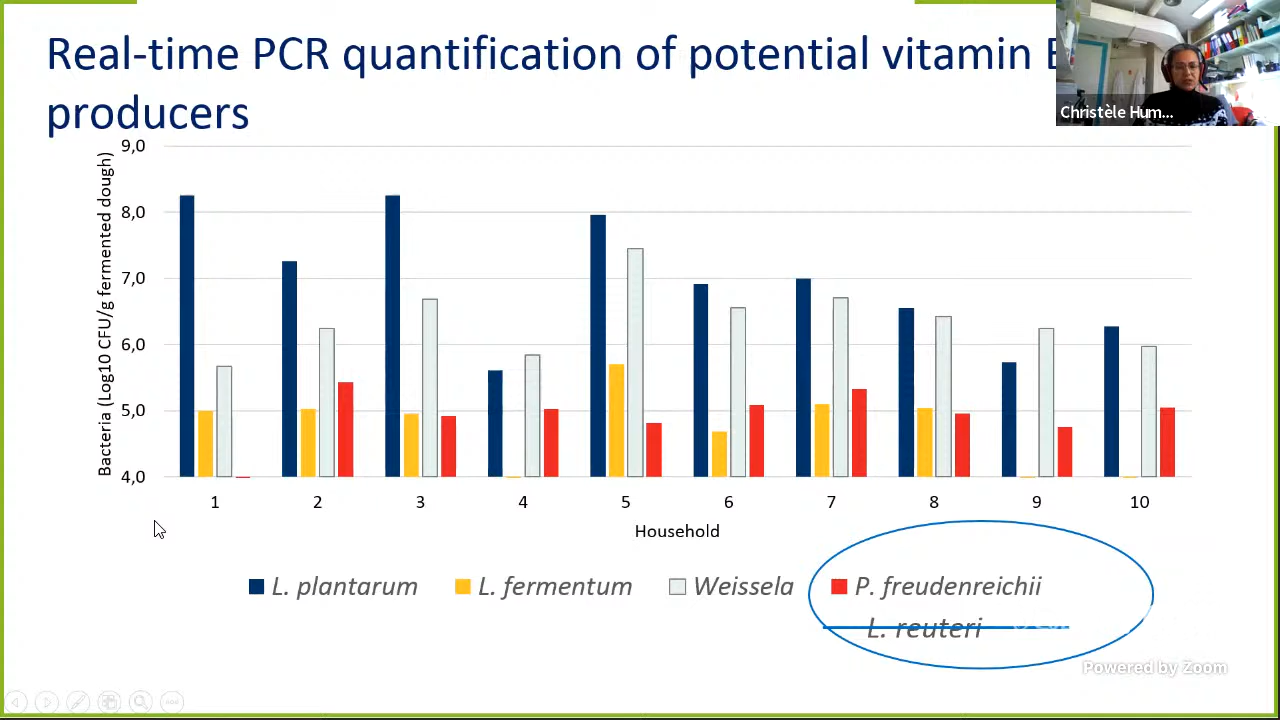 Real-time PCR quantification of potential vitamin
producers
Christèle Hum...
Bacteria (Log10 CFU/g fermented dough)
9,0
8,0
7,0
6,0
5,0
4,0
1 2 3 4 5 6 7 8 9 10
Household
L. plantarum L. fermentum Weissela P. freudenreichii
L. reuteri
Powered by Zoom